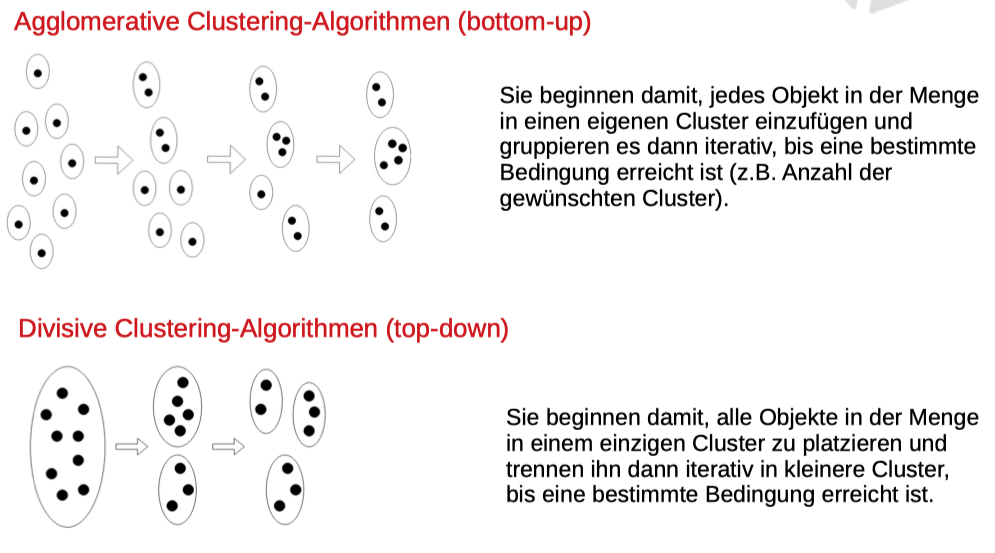 Agglomerative Clustering-Algorithmen (bottom-up)
Sie beginnen damit, jedes Objekt in der Menge
in einen eigenen Cluster einzufügen und
gruppieren es dann iterativ, bis eine bestimmte
Bedingung erreicht ist (z.B. Anzahl der
gewünschten Cluster).
Divisive Clustering-Algorithmen (top-down)
Sie beginnen damit, alle Objekte in der Menge
in einem einzigen Cluster zu platzieren und
trennen ihn dann iterativ in kleinere Cluster,
bis eine bestimmte Bedingung erreicht ist.